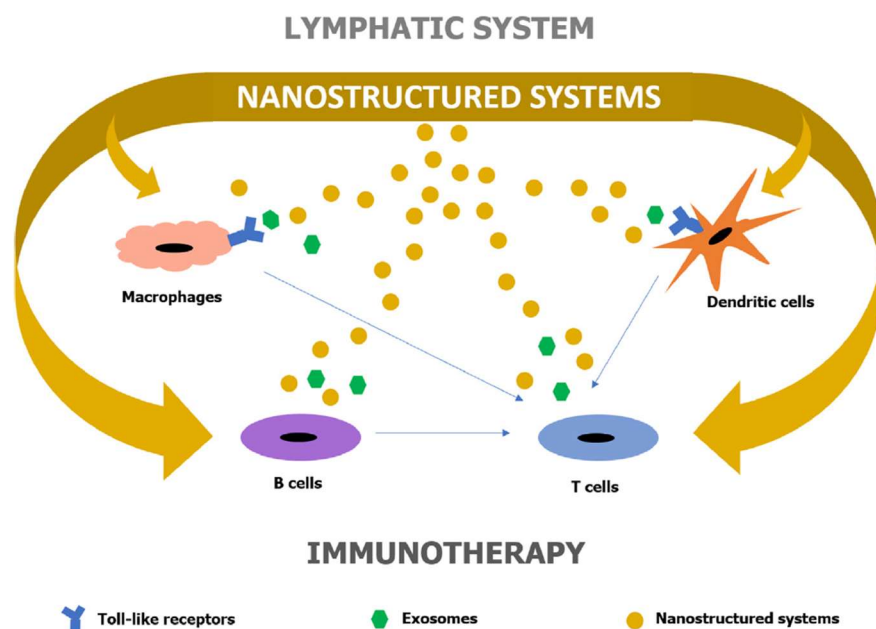 LYMPHATIC SYSTEM
NANOSTRUCTURED SYSTEMS
Macrophages
Dendritic cells
B cells
T cells
IMMUNOTHERAPY
Toll-like receptors
Exosomes
Nanostructured systems